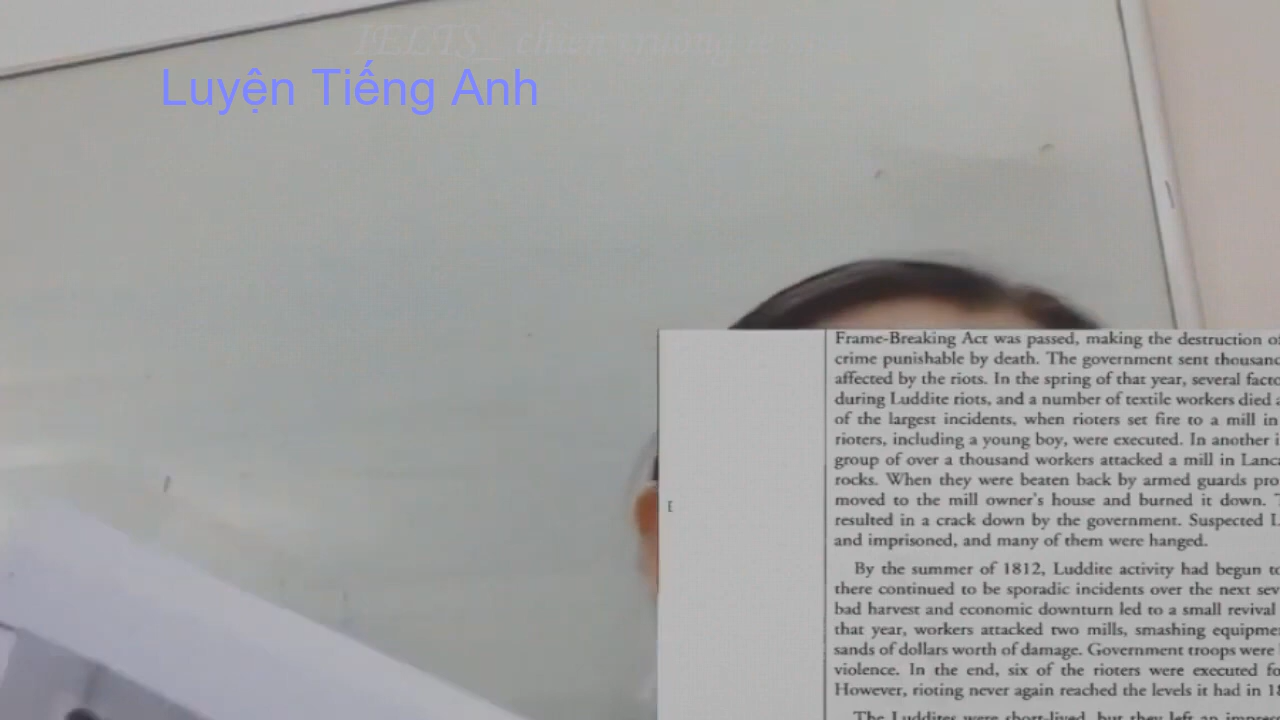 IELTS
Luyện Tiếng Anh
Frame-Breaking Act was passed, making the destruction of
crime punishable by death. The government sent
affected by the riots. In the spring of that year, several
during Luddite riots, and a number of textile workers died
of the largest incidents, when rioters set fire to a mill in
rioters, including a young boy, were executed. In another
group of over a thousand workers attacked a mill in
rocks. When they were beaten back by armed guards
moved to the mill owner's house and burned it down.
resulted in a crack down by the government. Suspected
and imprisoned, and many of them were hanged.
By the summer of 1812, Luddite activity had begun
there continued to be sporadic incidents over the next
bad harvest and economic downturn led to a small revival
that year, workers attacked two mills, smashing
sands of dollars worth of damage. Government troops were
violence. In the end, six of the rioters were executed
However, rioting never again reached the levels it had in
The Luddites were short-lived, but they left an